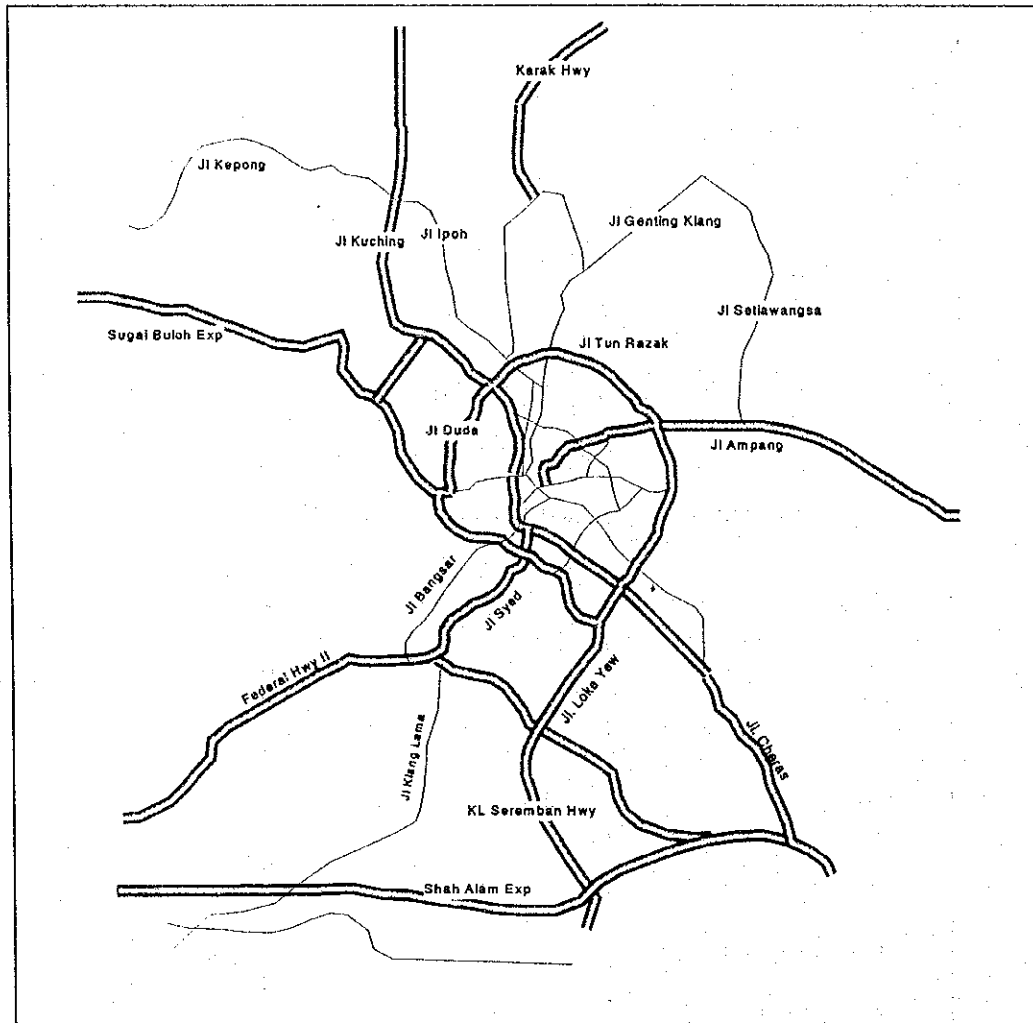 Karak Hwy
Jl Kepong
Jl Genting Klang
Jl Ipoh
Jl Kuching
Jl Setiawangsa
Sugai Buloh Exp
Jl Tun Razak
Jl Duda
Jl Ampang
Jl Bangsar
Jl Syed
Federal Hwy II
Jl. Loke Yew
Jl Klang Lama
Jl. Cheras
KL Seremban Hwy
Shah Alam Exp